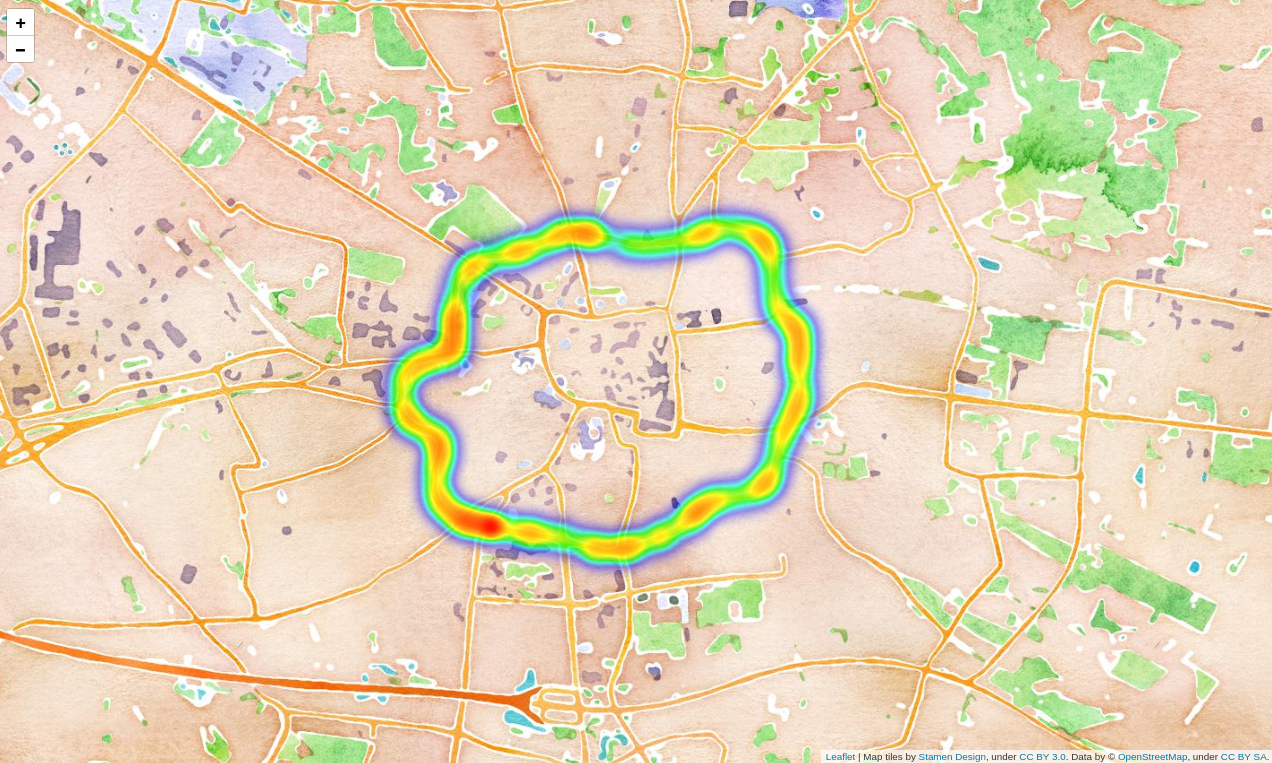 +
−
Leaflet | Map tiles by Stamen Design, under CC BY 3.0. Data by © OpenStreetMap, under CC BY SA.